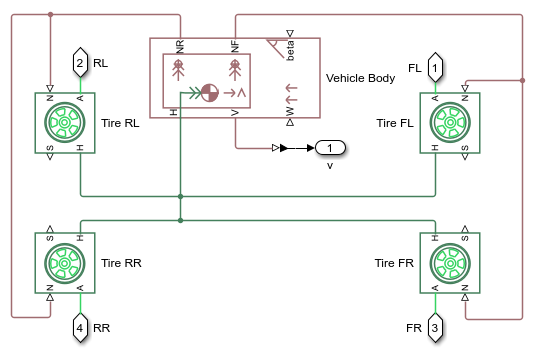 NR
NF
beta
2
RL
FL
1
Vehicle Body
N
A
A
N
Tire RL
Tire FL
H
V
W
S
H
H
S
1
v
S
H
H
S
Tire RR
Tire FR
N
A
A
N
4
RR
FR
3